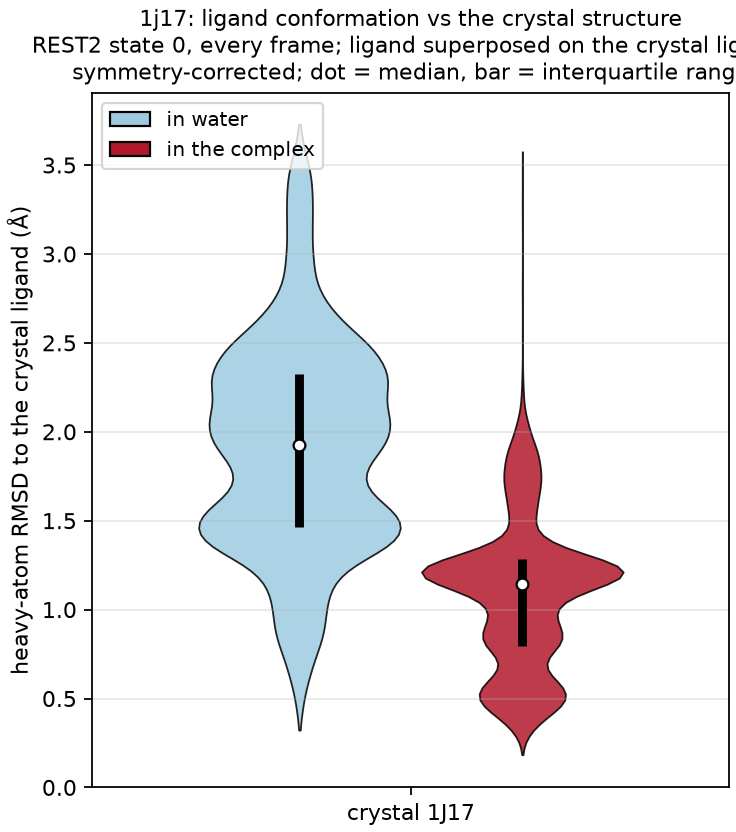 1j17: ligand conformation vs the crystal structure
REST2 state 0, every frame; ligand superposed on the crystal lig
symmetry-corrected; dot = median, bar = interquartile rang
in water
in the complex
heavy-atom RMSD to the crystal ligand (Å)
3.5
3.0
2.5
2.0
1.5
1.0
0.5
0.0
crystal 1J17